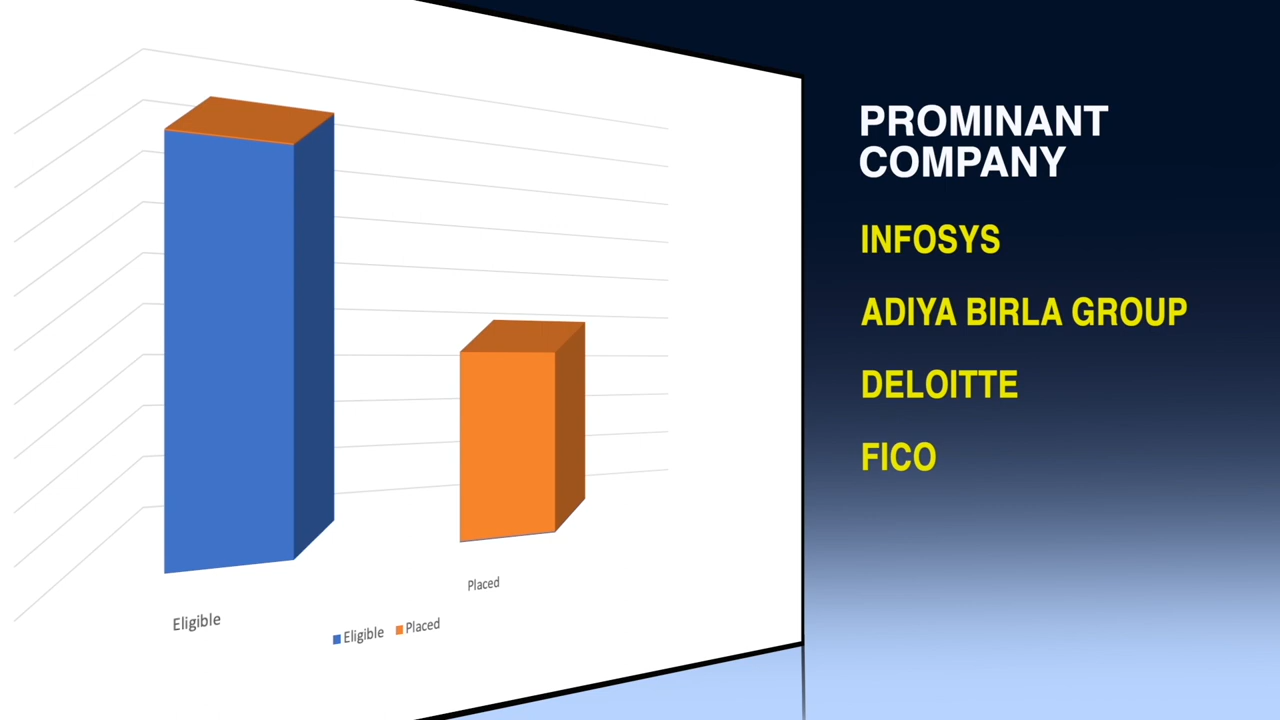 PROMINANT
COMPANY
INFOSYS
ADIYA BIRLA GROUP
DELOITTE
FICO
Eligible
Placed
Eligible Placed